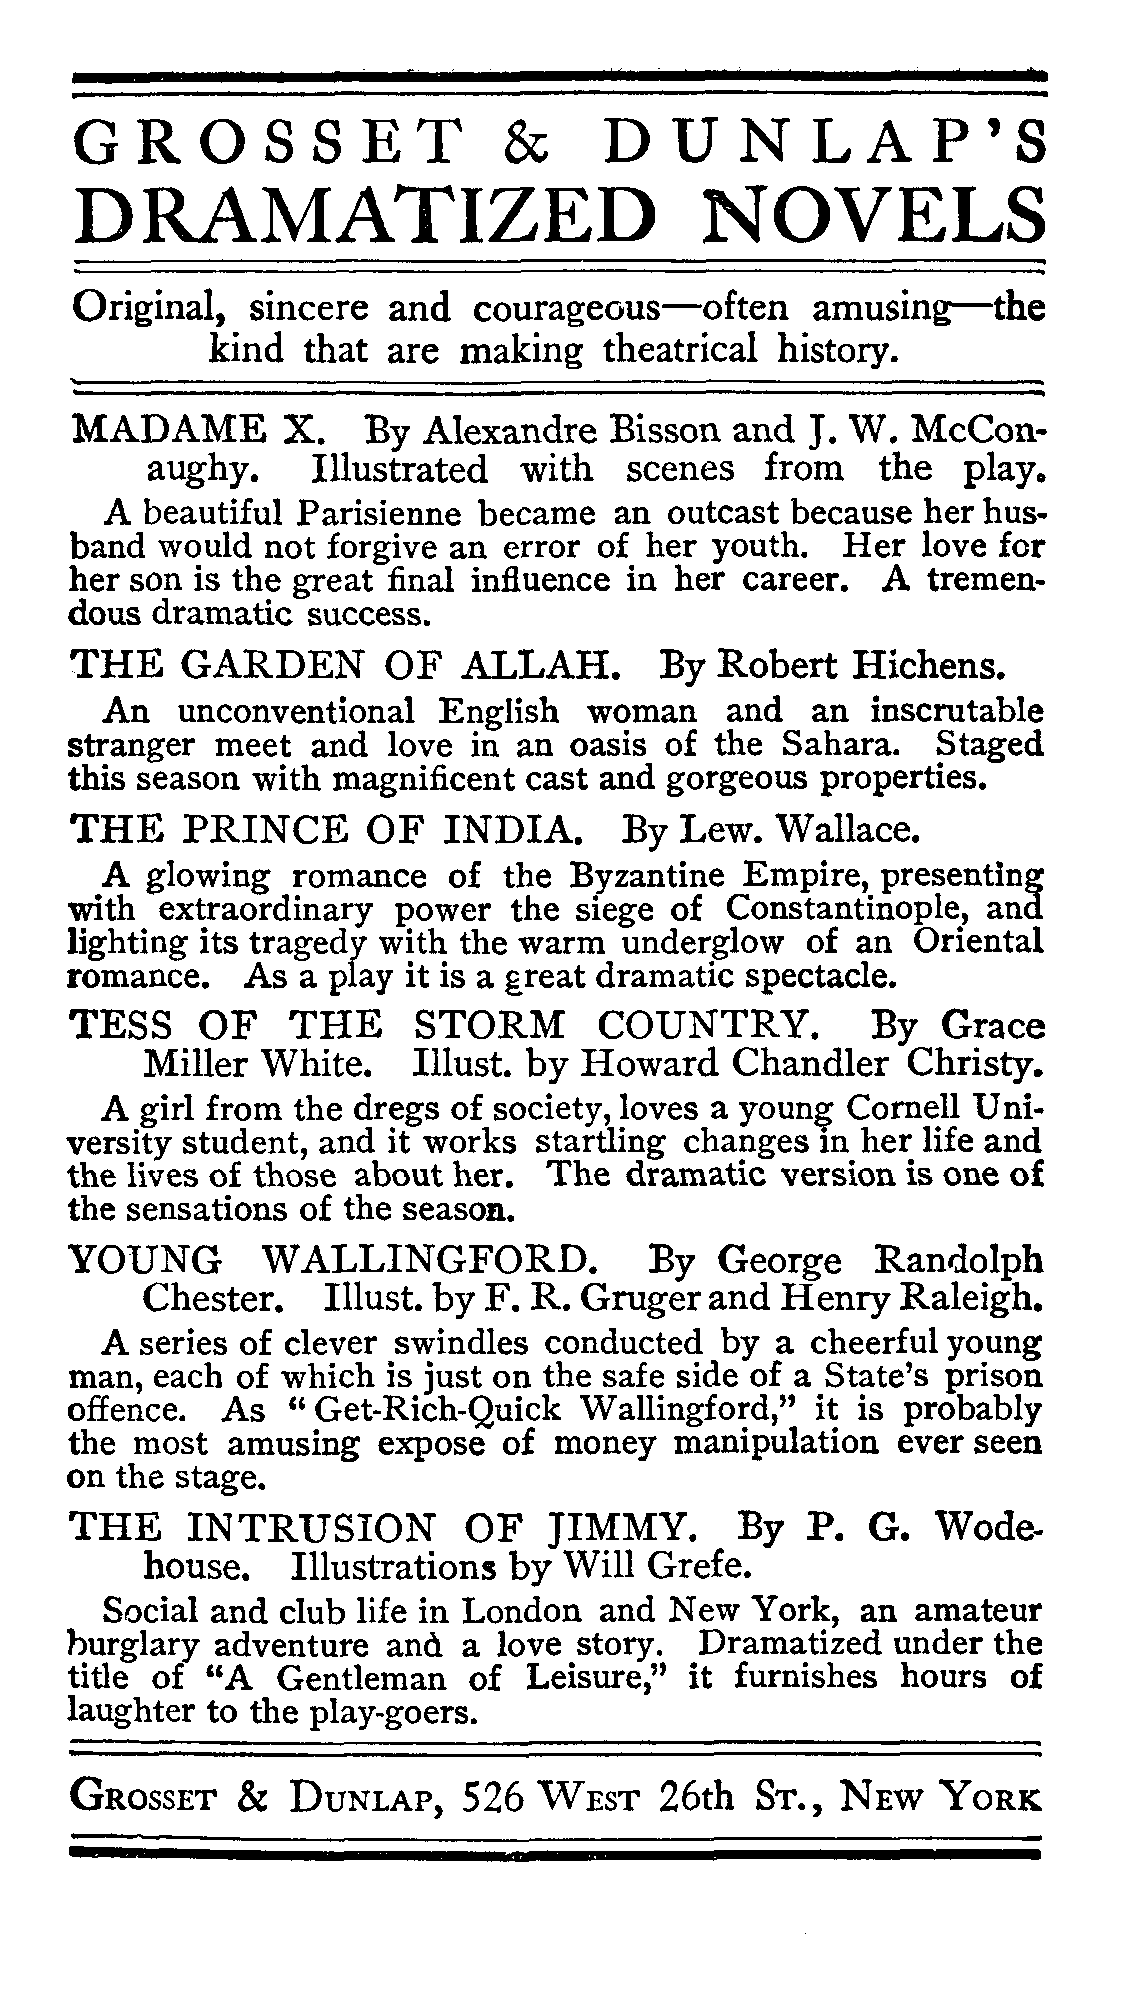 GROSSET & DUNLAP'S
DRAMATIZED NOVELS
Original, sincere and courageous—often amusing—the
kind that are making theatrical history.
MADAME X. By Alexandre Bisson and J. W. McCon-
aughy. Illustrated with scenes from the play.
A beautiful Parisienne became an outcast because her hus-
band would not forgive an error of her youth. Her love for
her son is the great final influence in her career. A tremen-
dous dramatic success.
THE GARDEN OF ALLAH. By Robert Hichens.
An unconventional English woman and an inscrutable
stranger meet and love in an oasis of the Sahara. Staged
this season with magnificent cast and gorgeous properties.
THE PRINCE OF INDIA. By Lew. Wallace.
A glowing romance of the Byzantine Empire, presenting
with extraordinary power the siege of Constantinople, and
lighting its tragedy with the warm underglow of an Oriental
romance. As a play it is a great dramatic spectacle.
TESS OF THE STORM COUNTRY. By Grace
Miller White. Illust. by Howard Chandler Christy.
A girl from the dregs of society, loves a young Cornell Uni-
versity student, and it works startling changes in her life and
the lives of those about her. The dramatic version is one of
the sensations of the season.
YOUNG WALLINGFORD. By George Randolph
Chester. Illust. by F. R. Gruger and Henry Raleigh.
A series of clever swindles conducted by a cheerful young
man, each of which is just on the safe side of a State's prison
offence. As "Get-Rich-Quick Wallingford," it is probably
the most amusing expose of money manipulation ever seen
on the stage.
THE INTRUSION OF JIMMY. By P. G. Wode-
house. Illustrations by Will Grefe.
Social and club life in London and New York, an amateur
burglary adventure and a love story. Dramatized under the
title of "A Gentleman of Leisure," it furnishes hours of
laughter to the play-goers.
GROSSET & DUNLAP, 526 WEST 26th ST., NEW YORK